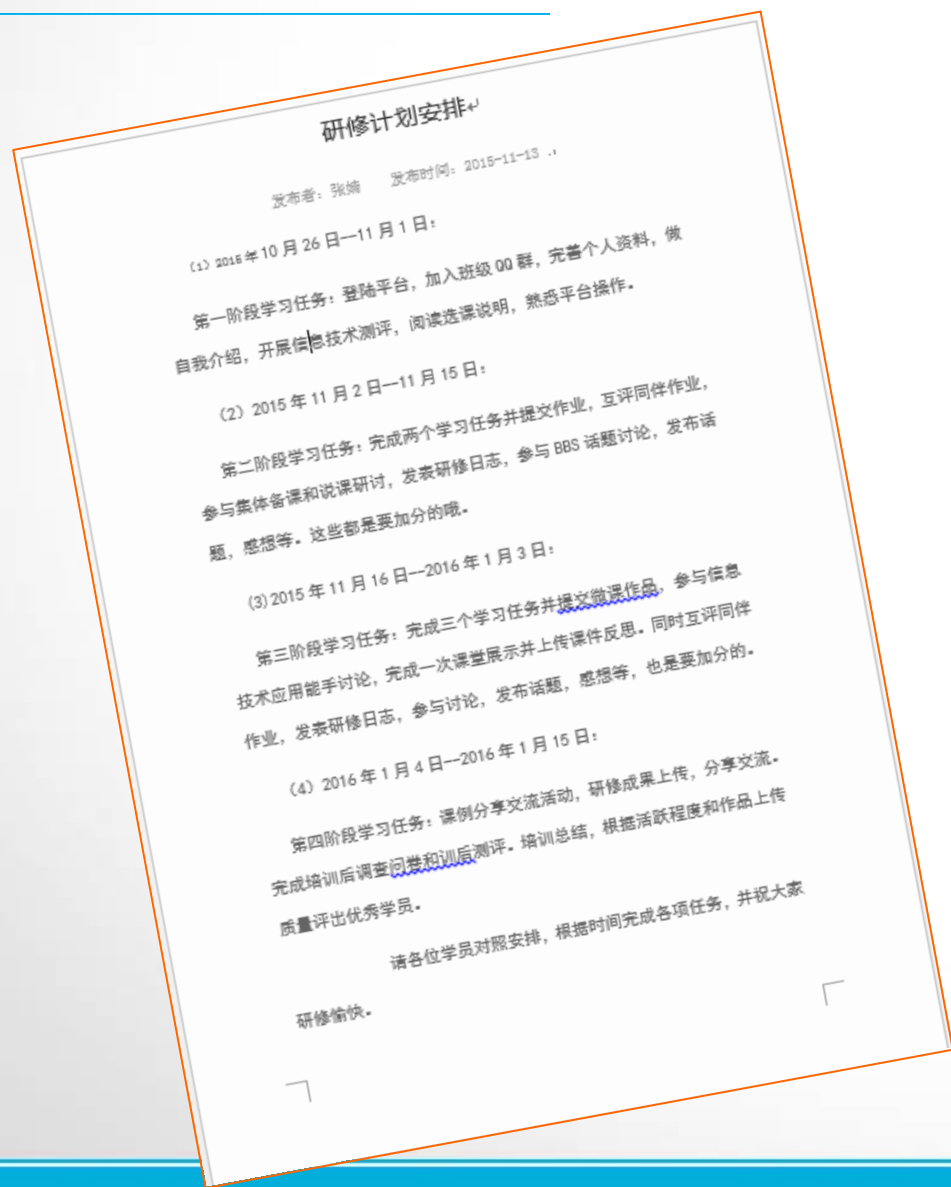 研修计划安排
发布者：张嫱 发布时间：2015-11-13
（1）2015年10月26日--11月1日：
第一阶段学习任务：登陆平台，加入班级QQ群，完善个人资料，做
自我介绍，开展信息技术测评，阅读选课说明，熟悉平台操作。
（2）2015年11月2日--11月15日：
第二阶段学习任务：完成两个学习任务并提交作业，互评同伴作业，
参与集体备课和说课研讨，发表研修日志，参与BBS话题讨论，发布话
题，感想等。这些都是要加分的哦。
(3)2015年11月16日--2016年1月3日：
第三阶段学习任务：完成三个学习任务并提交微课作品，参与信息
技术应用能手讨论，完成一次课堂展示并上传课件反思。同时互评同伴
作业，发表研修日志，参与讨论，发布话题，感想等，也是要加分的。
（4）2016年1月4日--2016年1月15日：
第四阶段学习任务：课例分享交流活动，研修成果上传，分享交流。
完成培训后调查问卷和训后测评。培训总结，根据活跃程度和作品上传
质量评出优秀学员。
请各位学员对照安排，根据时间完成各项任务，并祝大家
研修愉快。